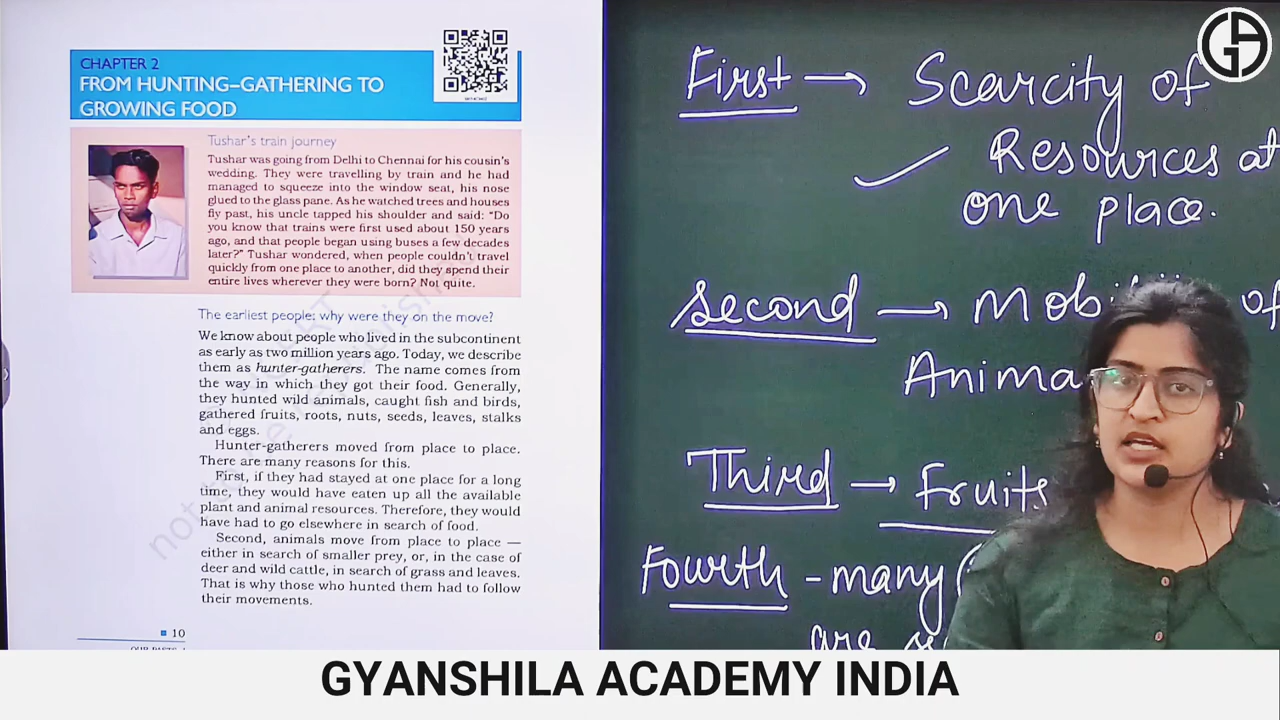 CHAPTER 2
FROM HUNTING–GATHERING TO
GROWING FOOD
Tushar's train journey
Tushar was going from Delhi to Chennai for his cousin's
wedding. They were travelling by train and he had
managed to squeeze into the window seat, his nose
glued to the glass pane. As he watched trees and houses
fly past, his uncle tapped his shoulder and said: "Do
you know that trains were first used about 150 years
ago, and that people began using buses a few decades
later?" Tushar wondered, when people couldn't travel
quickly from one place to another, did they spend their
entire lives wherever they were born? Not quite.
The earliest people; why were they on the move?
We know about people who lived in the subcontinent
as early as two million years ago. Today, we describe
them as hunter-gatherers. The name comes from
the way in which they got their food. Generally,
they hunted wild animals, caught fish and birds,
gathered fruits, roots, nuts, seeds, leaves, stalks
and eggs.
Hunter-gatherers moved from place to place.
There are many reasons for this.
First, if they had stayed at one place for a long
time, they would have eaten up all the available
plant and animal resources. Therefore, they would
have had to go elsewhere in search of food.
Second, animals move from place to place —
either in search of smaller prey, or, in the case of
deer and wild cattle, in search of grass and leaves.
That is why those who hunted them had to follow
their movements.
10
First → Scarcity of
Resources at
one place.
Second → Mobi of
Anima
Third → Fruits
Fourth - many
are
GYANSHILA ACADEMY INDIA